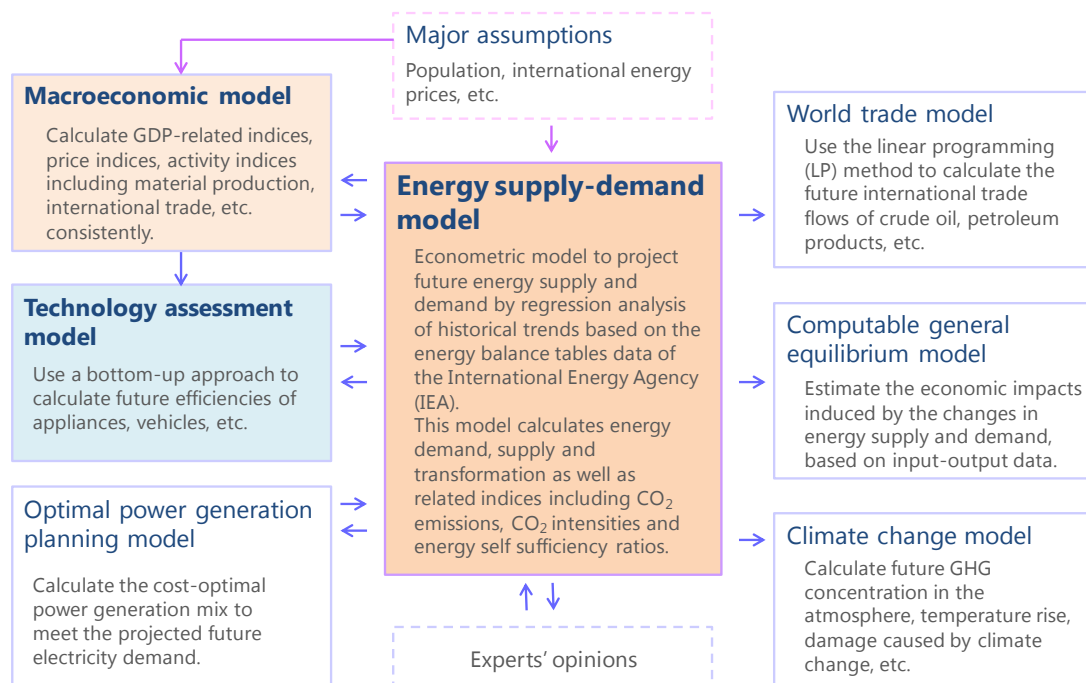 Major assumptions
Population, international energy
prices, etc.
Macroeconomic model
Calculate GDP-related indices,
price indices, activity indices
including material production,
international trade, etc.
consistently.
Technology assessment
model
Use a bottom-up approach to
calculate future efficiencies of
appliances, vehicles, etc.
Optimal power generation
planning model
Calculate the cost-optimal
power generation mix to
meet the projected future
electricity demand.
Energy supply-demand
model
Econometric model to project
future energy supply and
demand by regression analysis
of historical trends based on the
energy balance tables data of
the International Energy Agency
(IEA).
This model calculates energy
demand, supply and
transformation as well as
related indices including CO₂
emissions, CO₂ intensities and
energy self sufficiency ratios.
Experts' opinions
World trade model
Use the linear programming
(LP) method to calculate the
future international trade
flows of crude oil, petroleum
products, etc.
Computable general
equilibrium model
Estimate the economic impacts
induced by the changes in
energy supply and demand,
based on input-output data.
Climate change model
Calculate future GHG
concentration in the
atmosphere, temperature rise,
damage caused by climate
change, etc.